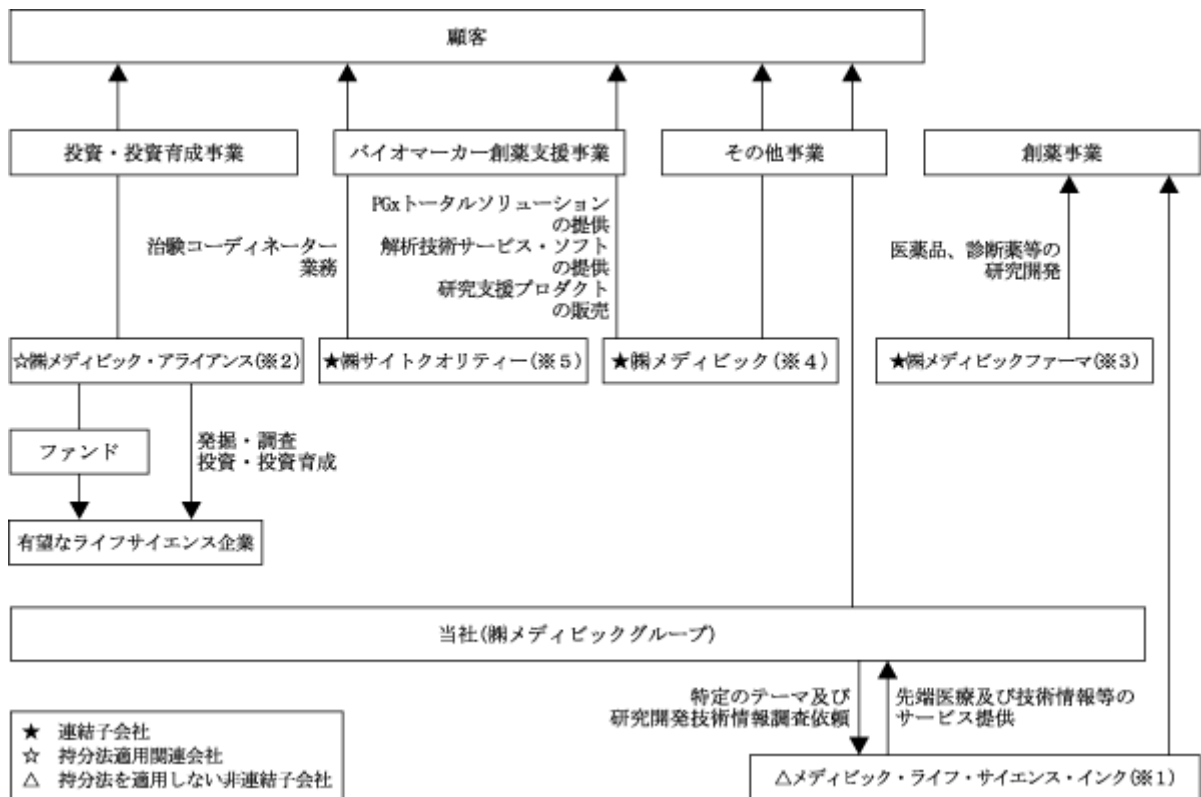 顧客
投資・投資育成事業
バイオマーカー創薬支援事業
その他事業
創薬事業
治験コーディネーター
業務
PGxトータルソリューション
の提供
解析技術サービス・ソフト
の提供
研究支援プロダクト
の販売
医薬品、診断薬等の
研究開発
☆㈱メディビック・アライアンス(※2)
★㈱サイトクオリティー(※5)
★㈱メディビック(※4)
★㈱メディビックファーマ(※3)
ファンド
発掘・調査
投資・投資育成
有望なライフサイエンス企業
当社(㈱メディビックグループ)
特定のテーマ及び
研究開発技術情報調査依頼
先端医療及び技術情報等の
サービス提供
△メディビック・ライフ・サイエンス・インク(※1)
★ 連結子会社
☆ 持分法適用関連会社
△ 持分法を適用しない非連結子会社